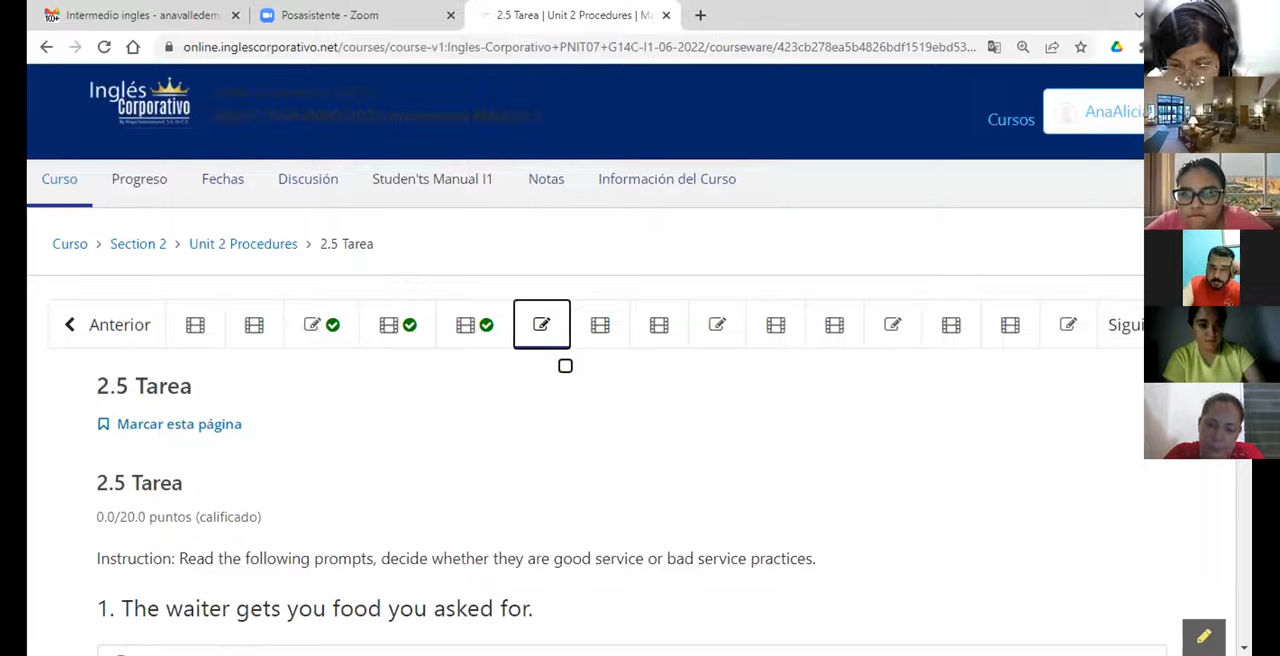 Intermedio ingles - anavalledem
Posasistente - Zoom
2.5 Tarea | Unit 2 Procedures | Ma
online.inglescorporativo.net/courses/course-v1:Ingles-Corporativo+PNIT07+G14C-I1-06-2022/courseware/423cb278ea5b4826bdf1519ebd53...
Inglés
Corporativo
Cursos
AnaAlicia
Curso
Progreso
Fechas
Discusión
Studen'ts Manual I1
Notas
Información del Curso
Curso > Section 2 > Unit 2 Procedures > 2.5 Tarea
Anterior
Sigui
2.5 Tarea
Marcar esta página
2.5 Tarea
0.0/20.0 puntos (calificado)
Instruction: Read the following prompts, decide whether they are good service or bad service practices.
1. The waiter gets you food you asked for.